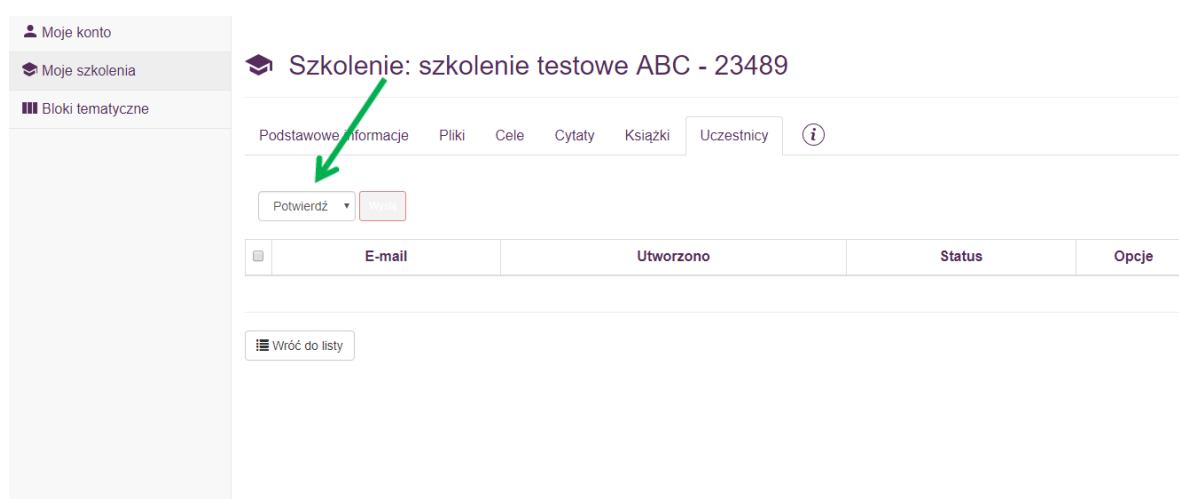 Moje konto
Moje szkolenia
Bloki tematyczne
Szkolenie: szkolenie testowe ABC - 23489
Podstawowe informacje Pliki Cele Cytaty Książki Uczestnicy i
Potwierdź Wyślij
E-mail Utworzono Status Opcje
Wróć do listy